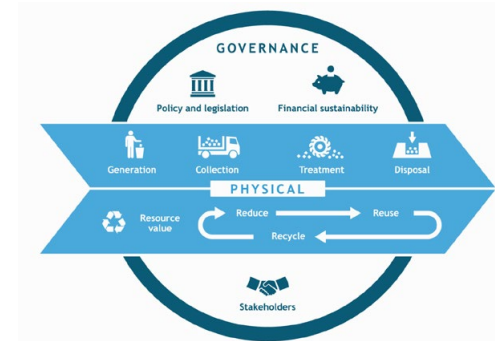 GOVERNANCE
Policy and legislation
Financial sustainability
Generation
Collection
Treatment
Disposal
PHYSICAL
Resource
value
Reduce
Reuse
Recycle
Stakeholders